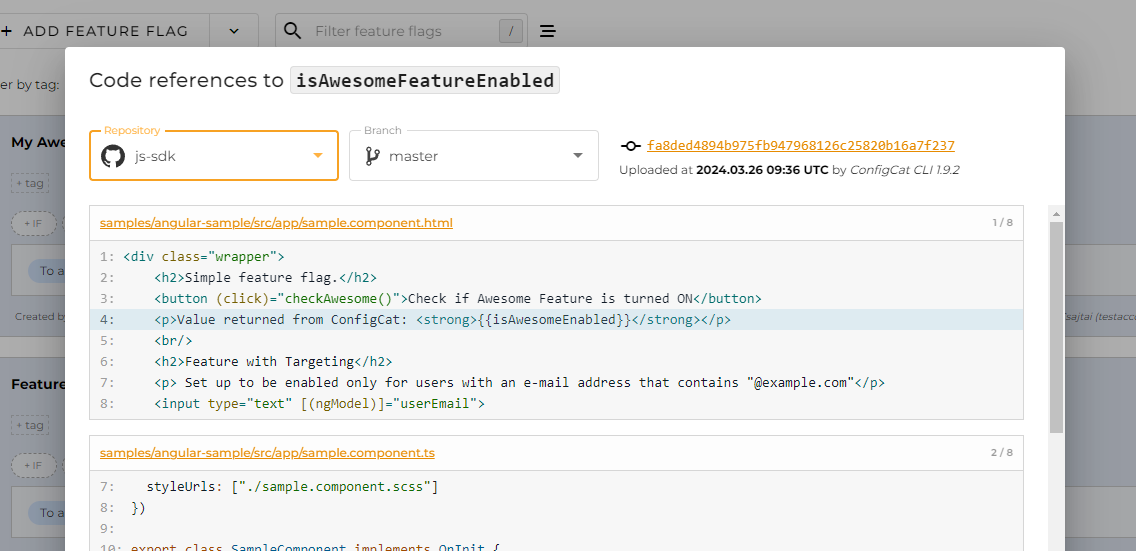 + ADD FEATURE FLAG
Filter feature flags
/
er by tag:
Code references to isAwesomeFeatureEnabled
Repository
js-sdk
Branch
master
fa8ded4894b975fb947968126c25820b16a7f237
Uploaded at 2024.03.26 09:36 UTC by ConfigCat CLI 1.9.2
My Awe
+ tag
+ IF
To a
Created by
sajtai (testacco
samples/angular-sample/src/app/sample.component.html
1 / 8
1: <div class="wrapper">
2:     <h2>Simple feature flag.</h2>
3:     <button (click)="checkAwesome()">Check if Awesome Feature is turned ON</button>
4:     <p>Value returned from ConfigCat: <strong>{{isAwesomeEnabled}}</strong></p>
5:     <br/>
6:     <h2>Feature with Targeting</h2>
7:     <p> Set up to be enabled only for users with an e-mail address that contains "@example.com"</p>
8:     <input type="text" [(ngModel)]="userEmail">
Feature
+ tag
+ IF
To a
samples/angular-sample/src/app/sample.component.ts
2 / 8
7:   styleUrls: ["./sample.component.scss"]
8: })
9:
10: export class SampleComponent implements OnInit {